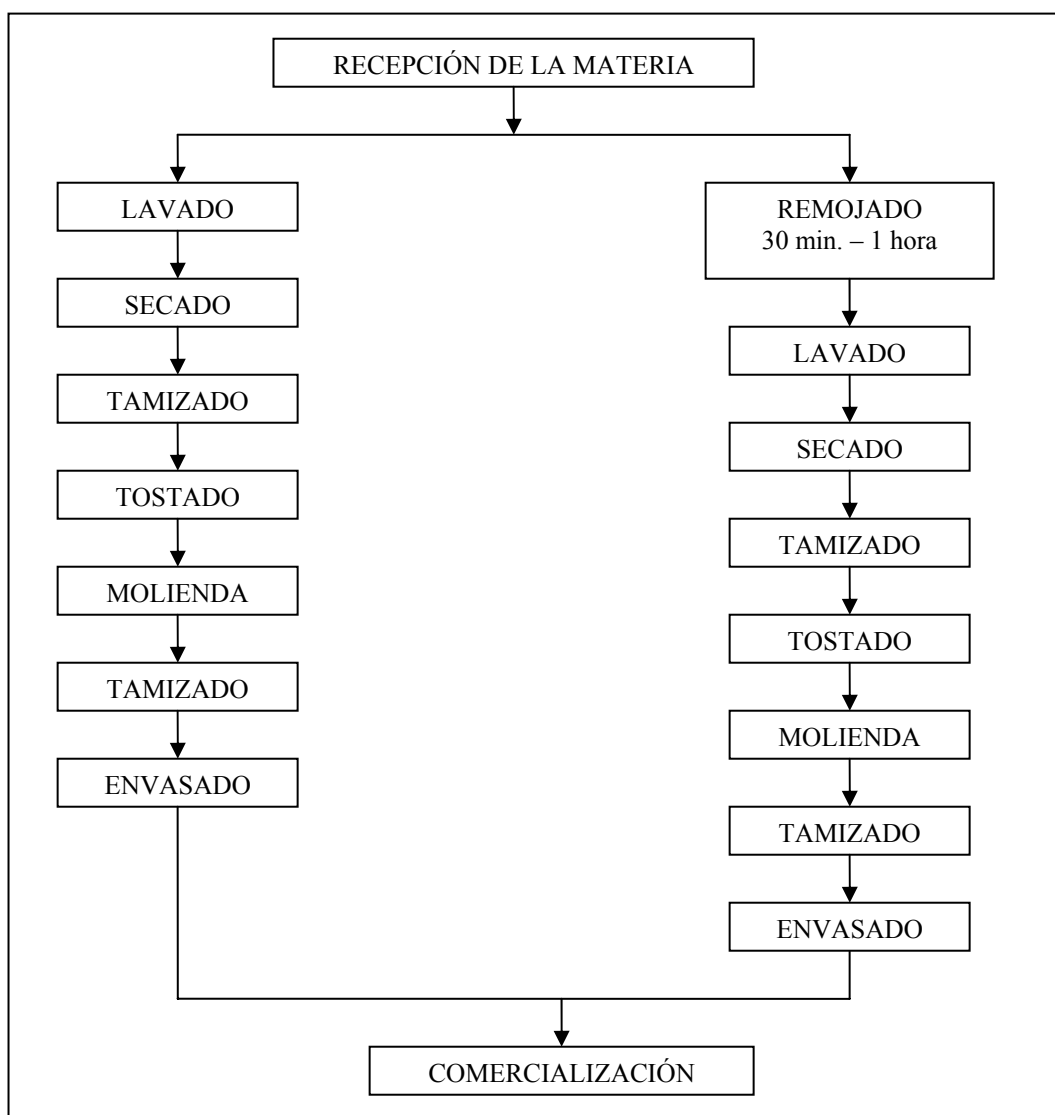 RECEPCIÓN DE LA MATERIA
LAVADO
SECADO
TAMIZADO
TOSTADO
MOLIENDA
TAMIZADO
ENVASADO
REMOJADO
30 min. – 1 hora
LAVADO
SECADO
TAMIZADO
TOSTADO
MOLIENDA
TAMIZADO
ENVASADO
COMERCIALIZACIÓN